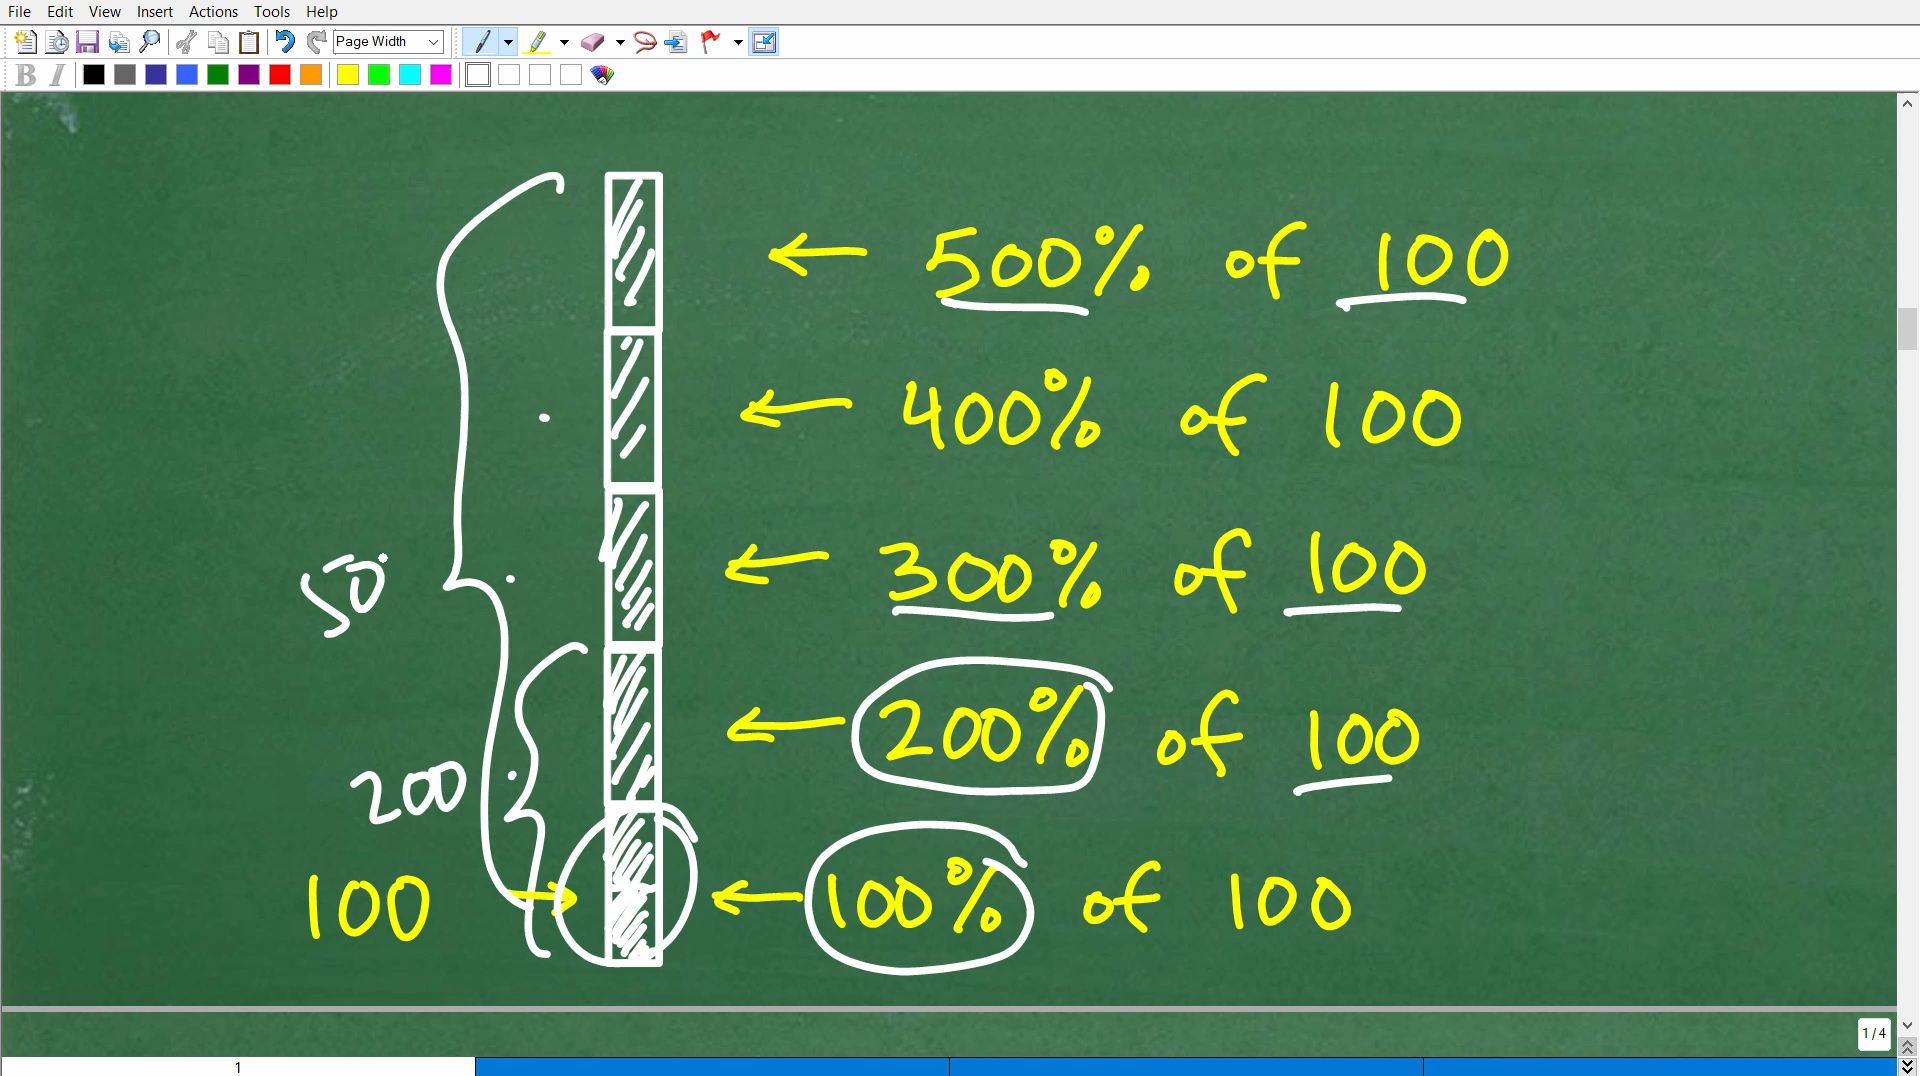 File Edit View Insert Actions Tools Help
Page Width
B I
500% of 100
400% of 100
300% of 100
50
200% of 100
200
100 100% of 100
1 / 4
1